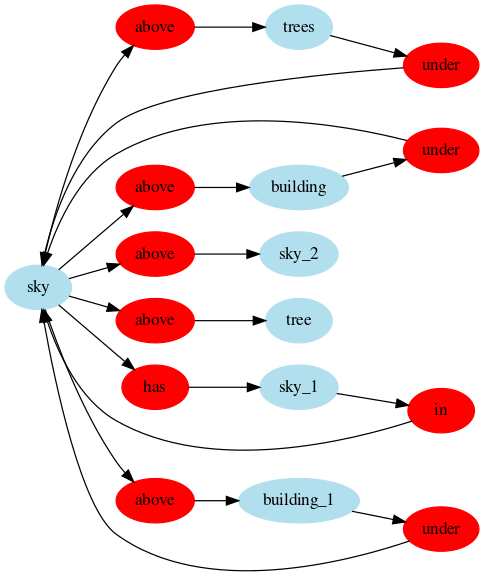 above
trees
under
under
above
building
above
sky_2
sky
above
tree
has
sky_1
in
above
building_1
under